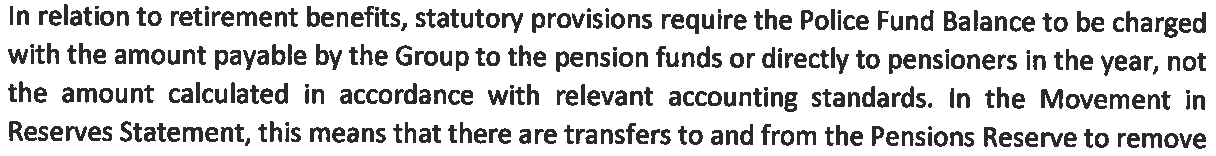 In relation to retirement benefits, statutory provisions require the Police Fund Balance to be charged
with the amount payable by the Group to the pension funds or directly to pensioners in the year, not
the amount calculated in accordance with relevant accounting standards. In the Movement in
Reserves Statement, this means that there are transfers to and from the Pensions Reserve to remove